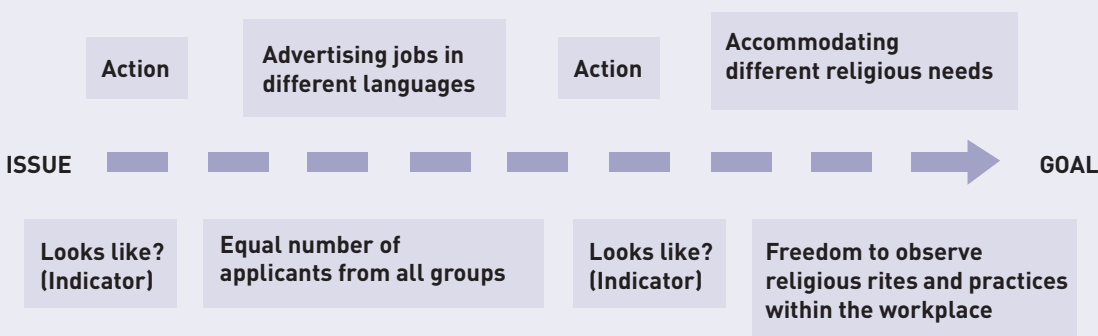 Action
Advertising jobs in
different languages
Action
Accommodating
different religious needs
ISSUE
GOAL
Looks like?
(Indicator)
Equal number of
applicants from all groups
Looks like?
(Indicator)
Freedom to observe
religious rites and practices
within the workplace